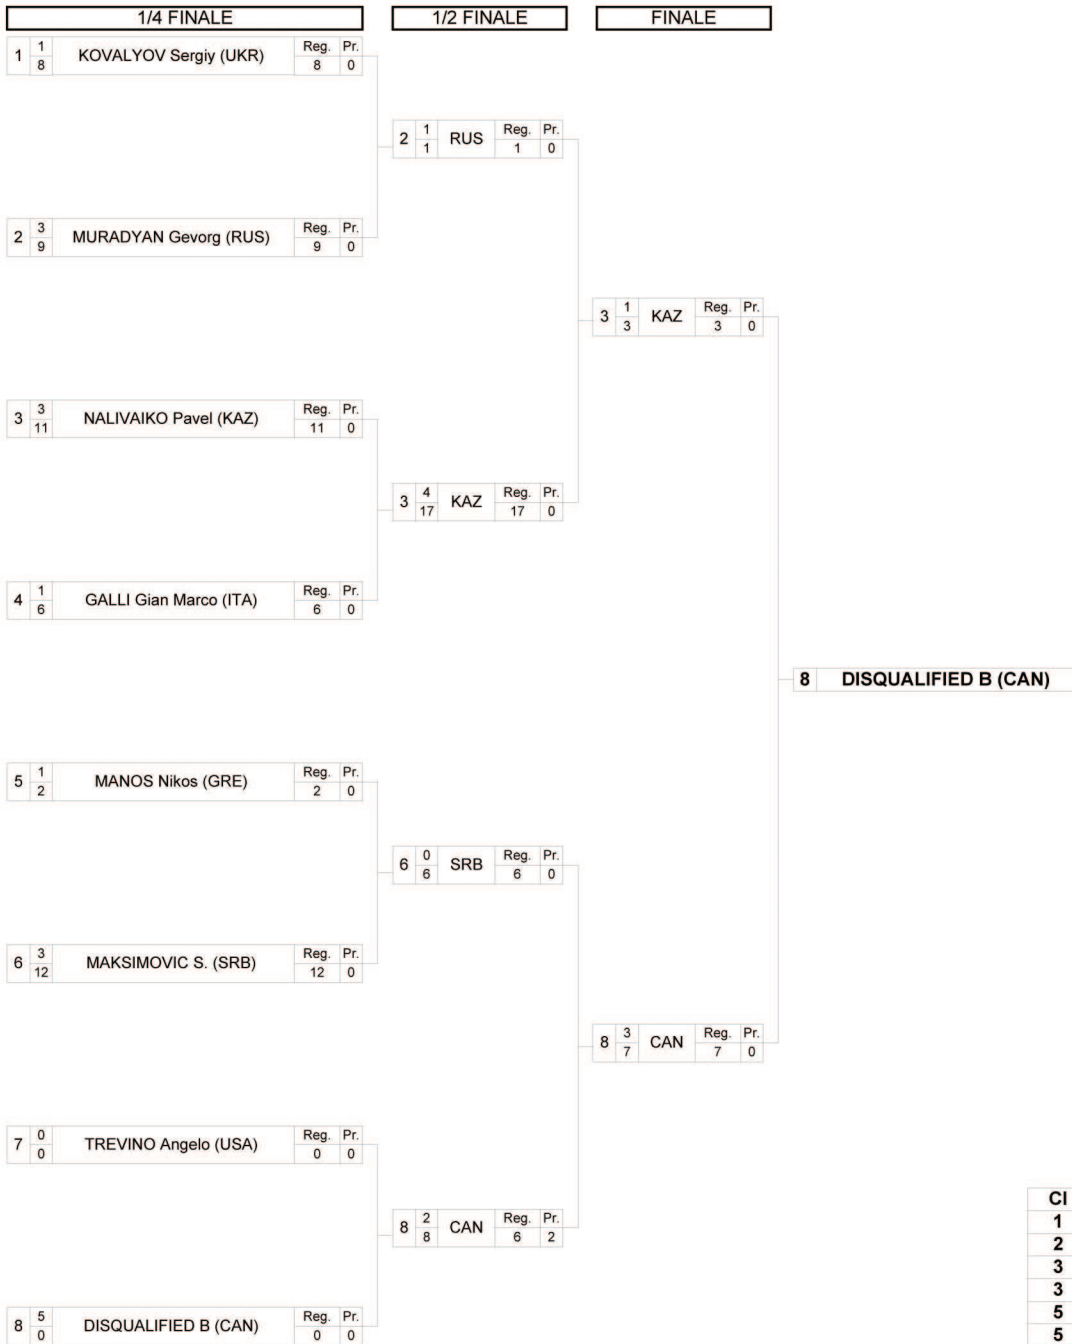 1/4 FINALE 1/2 FINALE FINALE
1 1 8 KOVALYOV Sergiy (UKR) Reg. 8 Pr. 0
2 1 1 RUS Reg. 1 Pr. 0
2 3 9 MURADYAN Gevorg (RUS) Reg. 9 Pr. 0
3 1 3 KAZ Reg. 3 Pr. 0
3 3 11 NALIVAIKO Pavel (KAZ) Reg. 11 Pr. 0
3 4 17 KAZ Reg. 17 Pr. 0
4 1 6 GALLI Gian Marco (ITA) Reg. 6 Pr. 0
8 DISQUALIFIED B (CAN)
5 1 2 MANOS Nikos (GRE) Reg. 2 Pr. 0
6 0 6 SRB Reg. 6 Pr. 0
6 3 12 MAKSIMOVIC S. (SRB) Reg. 12 Pr. 0
8 3 7 CAN Reg. 7 Pr. 0
7 0 0 TREVINO Angelo (USA) Reg. 0 Pr. 0
8 2 8 CAN Reg. 6 Pr. 2
8 5 0 DISQUALIFIED B (CAN) Reg. 0 Pr. 0
Cl
1
2
3
3
5
5